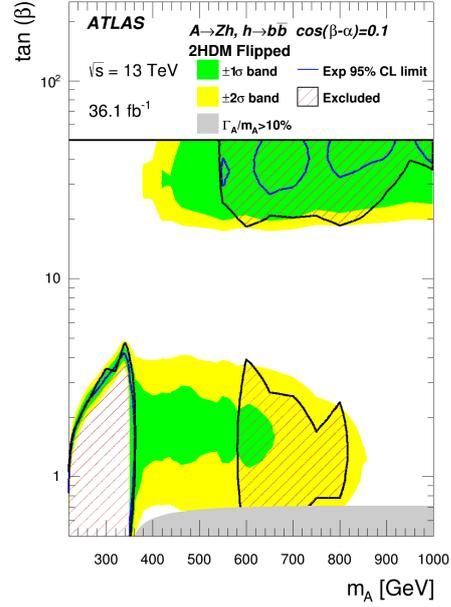 ATLAS
A→Zh, h→bb̅ cos(β-α)=0.1
2HDM Flipped
√s = 13 TeV
±1σ band
Exp 95% CL limit
36.1 fb⁻¹
±2σ band
Excluded
Γ_A/m_A>10%
tan (β)
10²
10
1
300 400 500 600 700 800 900 1000
m_A [GeV]